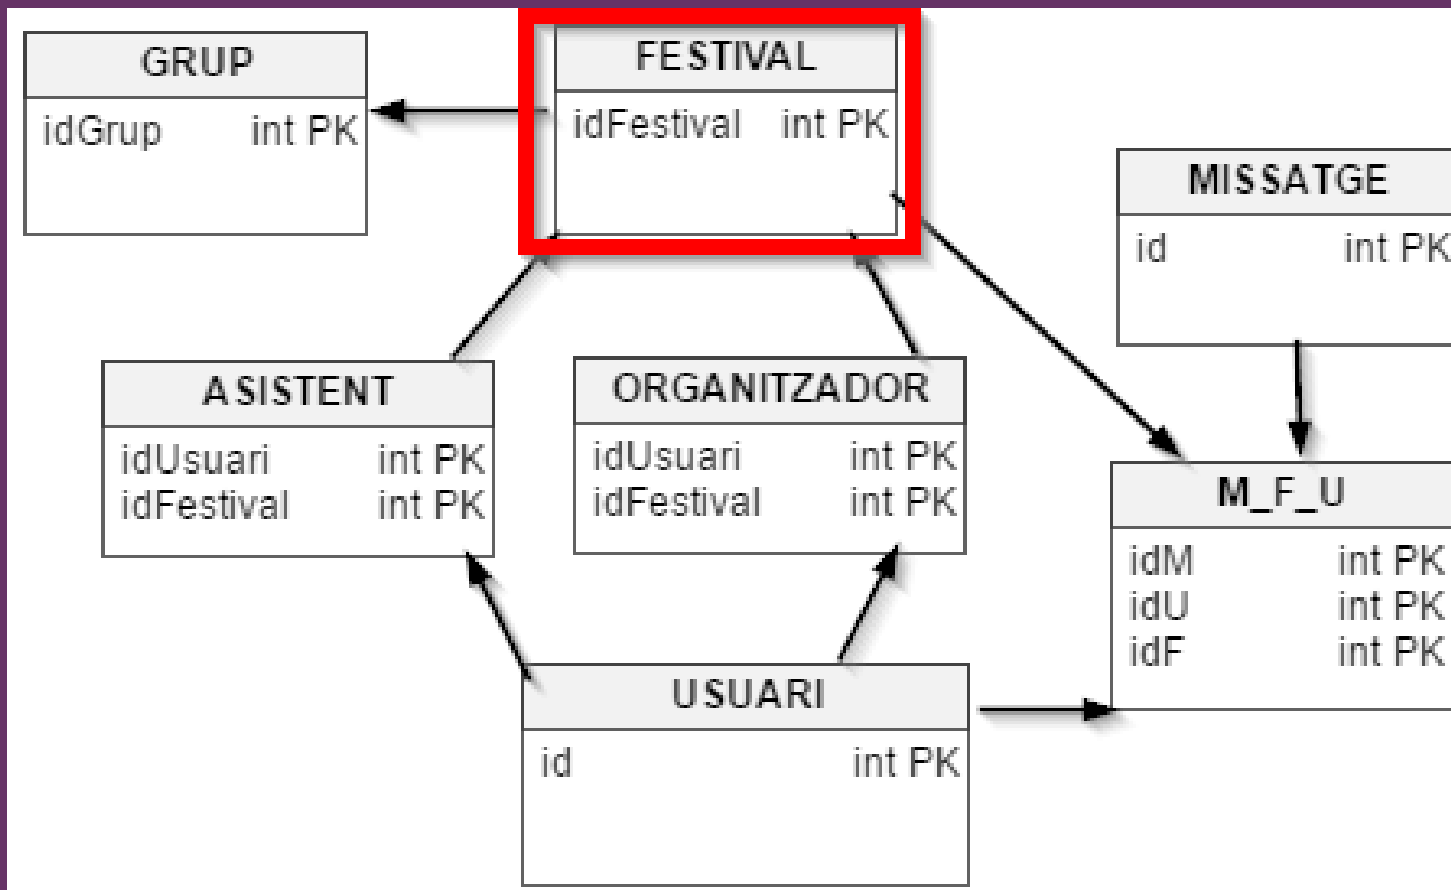 GRUP
idGrup int PK
FESTIVAL
idFestival int PK
MISSATGE
id int PK
ASISTENT
idUsuari int PK
idFestival int PK
ORGANITZADOR
idUsuari int PK
idFestival int PK
M_F_U
idM int PK
idU int PK
idF int PK
USUARI
id int PK